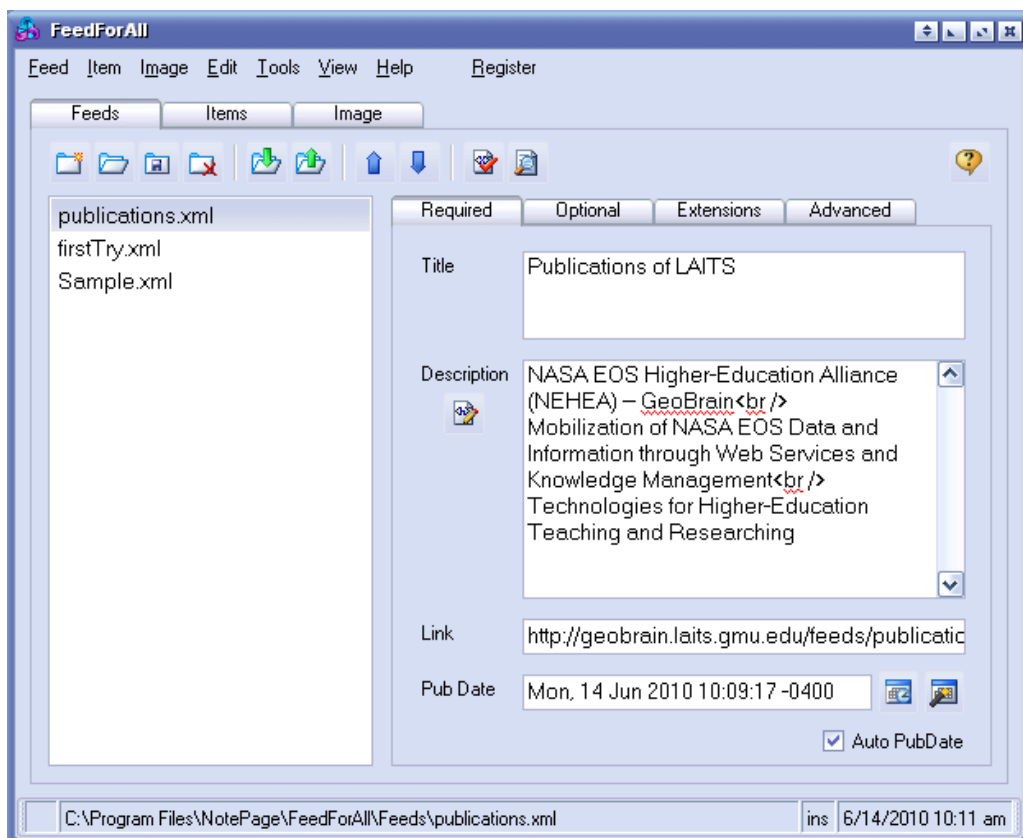 FeedForAll
Feed Item Image Edit Tools View Help Register
Feeds Items Image
publications.xml
firstTry.xml
Sample.xml
Required Optional Extensions Advanced
Title
Publications of LAITS
Description
NASA EOS Higher-Education Alliance
(NEHEA) – GeoBrain<br />
Mobilization of NASA EOS Data and
Information through Web Services and
Knowledge Management<br />
Technologies for Higher-Education
Teaching and Researching
Link
http://geobrain.laits.gmu.edu/feeds/publicatic
Pub Date
Mon, 14 Jun 2010 10:09:17 -0400
Auto PubDate
C:\Program Files\NotePage\FeedForAll\Feeds\publications.xml
ins
6/14/2010 10:11 am